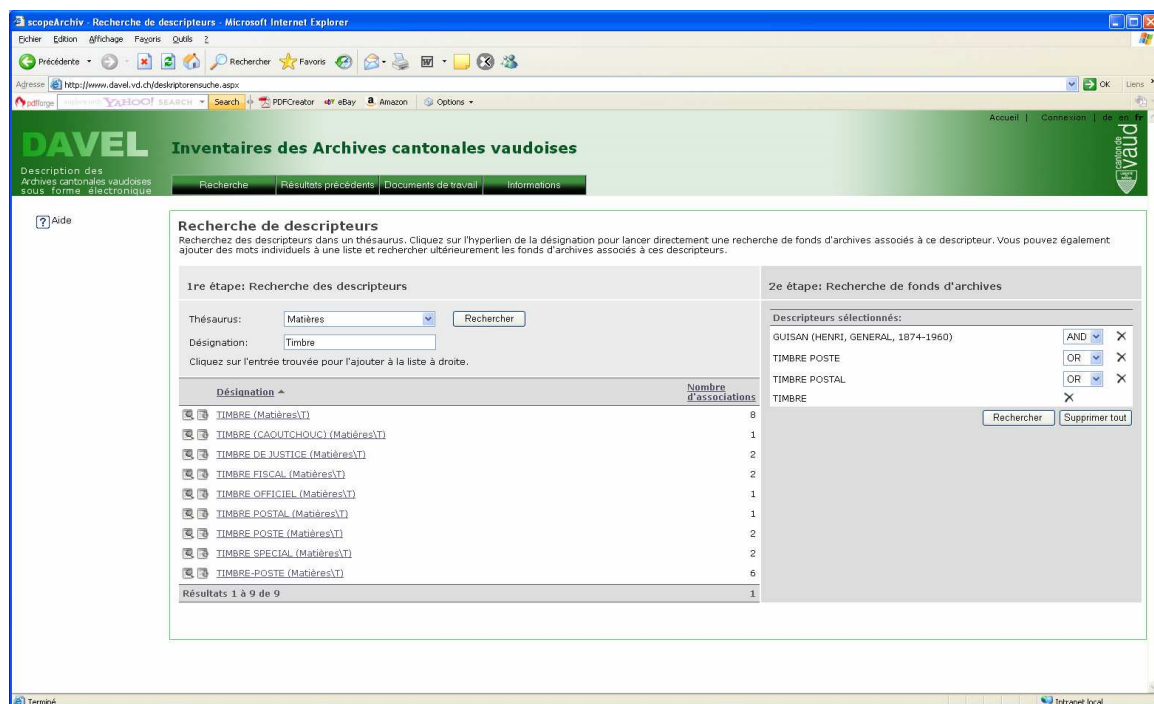 scopeArchiv - Recherche de descripteurs - Microsoft Internet Explorer
Fichier Edition Affichage Favoris Outils ?
Précédente Rechercher Favoris
Adresse http://www.davel.vd.ch/deskriptorensuche.aspx OK Liens
pdfforge YAHOO! SEARCH Search PDFCreator eBay Amazon Options
Accueil | Connexion | de en fr
DAVEL
Description des
Archives cantonales vaudoises
sous forme électronique
Inventaires des Archives cantonales vaudoises
canton de
vaud
Recherche Résultats précédents Documents de travail Informations
? Aide
Recherche de descripteurs
Recherchez des descripteurs dans un thésaurus. Cliquez sur l'hyperlien de la désignation pour lancer directement une recherche de fonds d'archives associés à ce descripteur. Vous pouvez également
ajouter des mots individuels à une liste et rechercher ultérieurement les fonds d'archives associés à ces descripteurs.
1re étape: Recherche des descripteurs
Thésaurus: Matières Rechercher
Désignation: Timbre
Cliquez sur l'entrée trouvée pour l'ajouter à la liste à droite.
Désignation Nombre
d'associations
TIMBRE (Matières\T) 8
TIMBRE (CAOUTCHOUC) (Matières\T) 1
TIMBRE DE JUSTICE (Matières\T) 2
TIMBRE FISCAL (Matières\T) 2
TIMBRE OFFICIEL (Matières\T) 1
TIMBRE POSTAL (Matières\T) 1
TIMBRE POSTE (Matières\T) 2
TIMBRE SPECIAL (Matières\T) 2
TIMBRE-POSTE (Matières\T) 6
Résultats 1 à 9 de 9 1
2e étape: Recherche de fonds d'archives
Descripteurs sélectionnés:
GUISAN (HENRI, GENERAL, 1874-1960) AND
TIMBRE POSTE OR
TIMBRE POSTAL OR
TIMBRE
Rechercher Supprimer tout
Terminé Intranet local